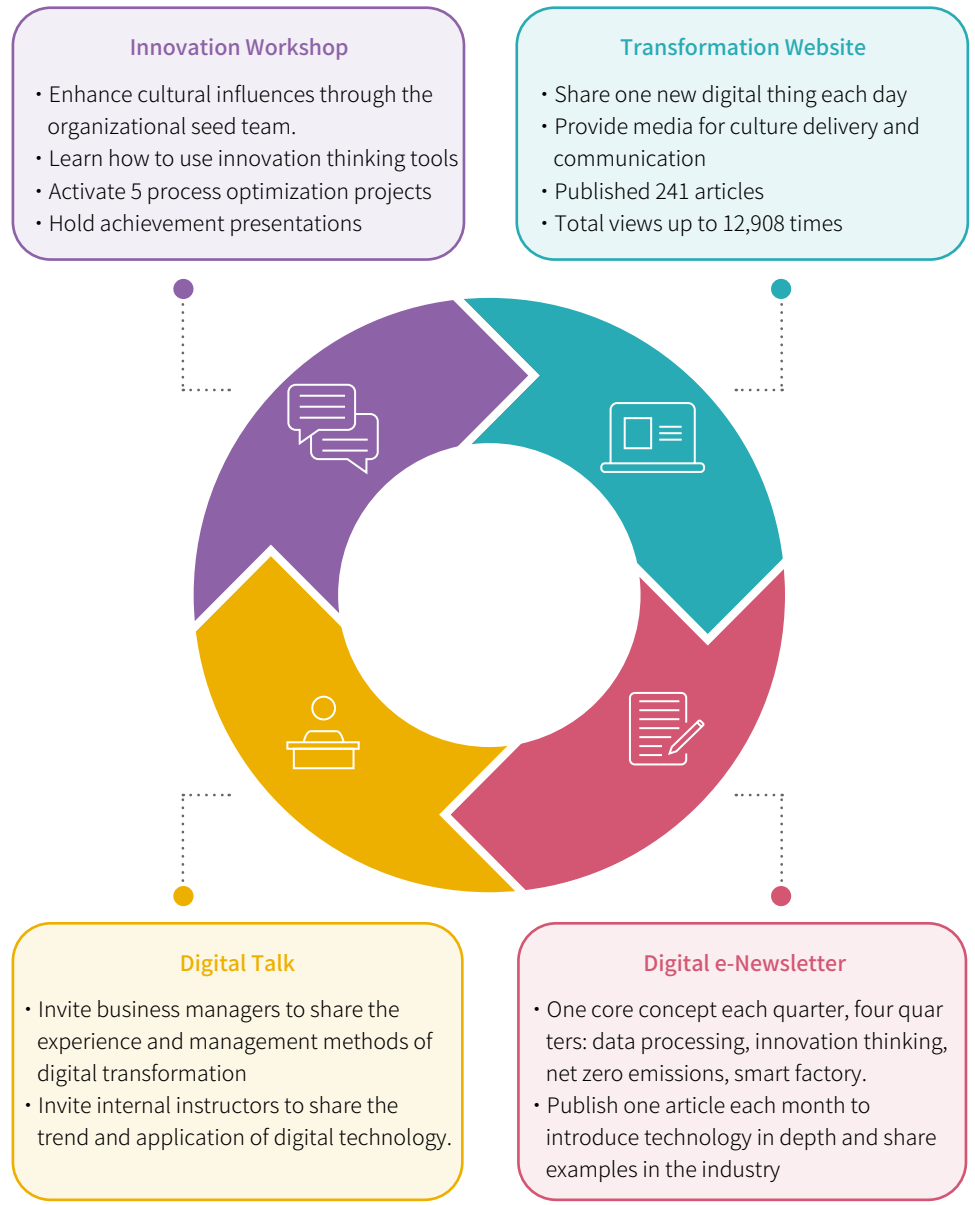 Innovation Workshop
・Enhance cultural influences through the
organizational seed team.
・Learn how to use innovation thinking tools
・Activate 5 process optimization projects
・Hold achievement presentations
Transformation Website
・Share one new digital thing each day
・Provide media for culture delivery and
communication
・Published 241 articles
・Total views up to 12,908 times
Digital Talk
・Invite business managers to share the
experience and management methods of
digital transformation
・Invite internal instructors to share the
trend and application of digital technology.
Digital e-Newsletter
・One core concept each quarter, four quar
ters: data processing, innovation thinking,
net zero emissions, smart factory.
・Publish one article each month to
introduce technology in depth and share
examples in the industry